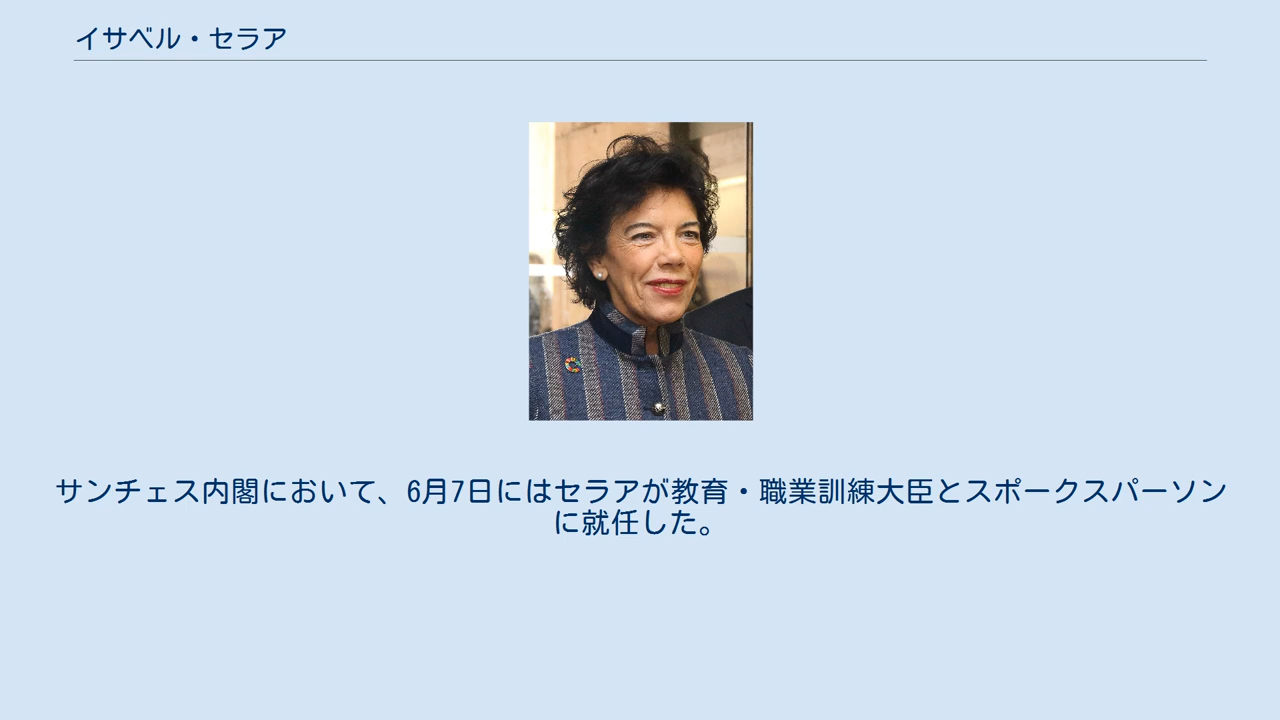 イサベル・セラア
サンチェス内閣において、6月7日にはセラアが教育・職業訓練大臣とスポークスパーソン
に就任した。